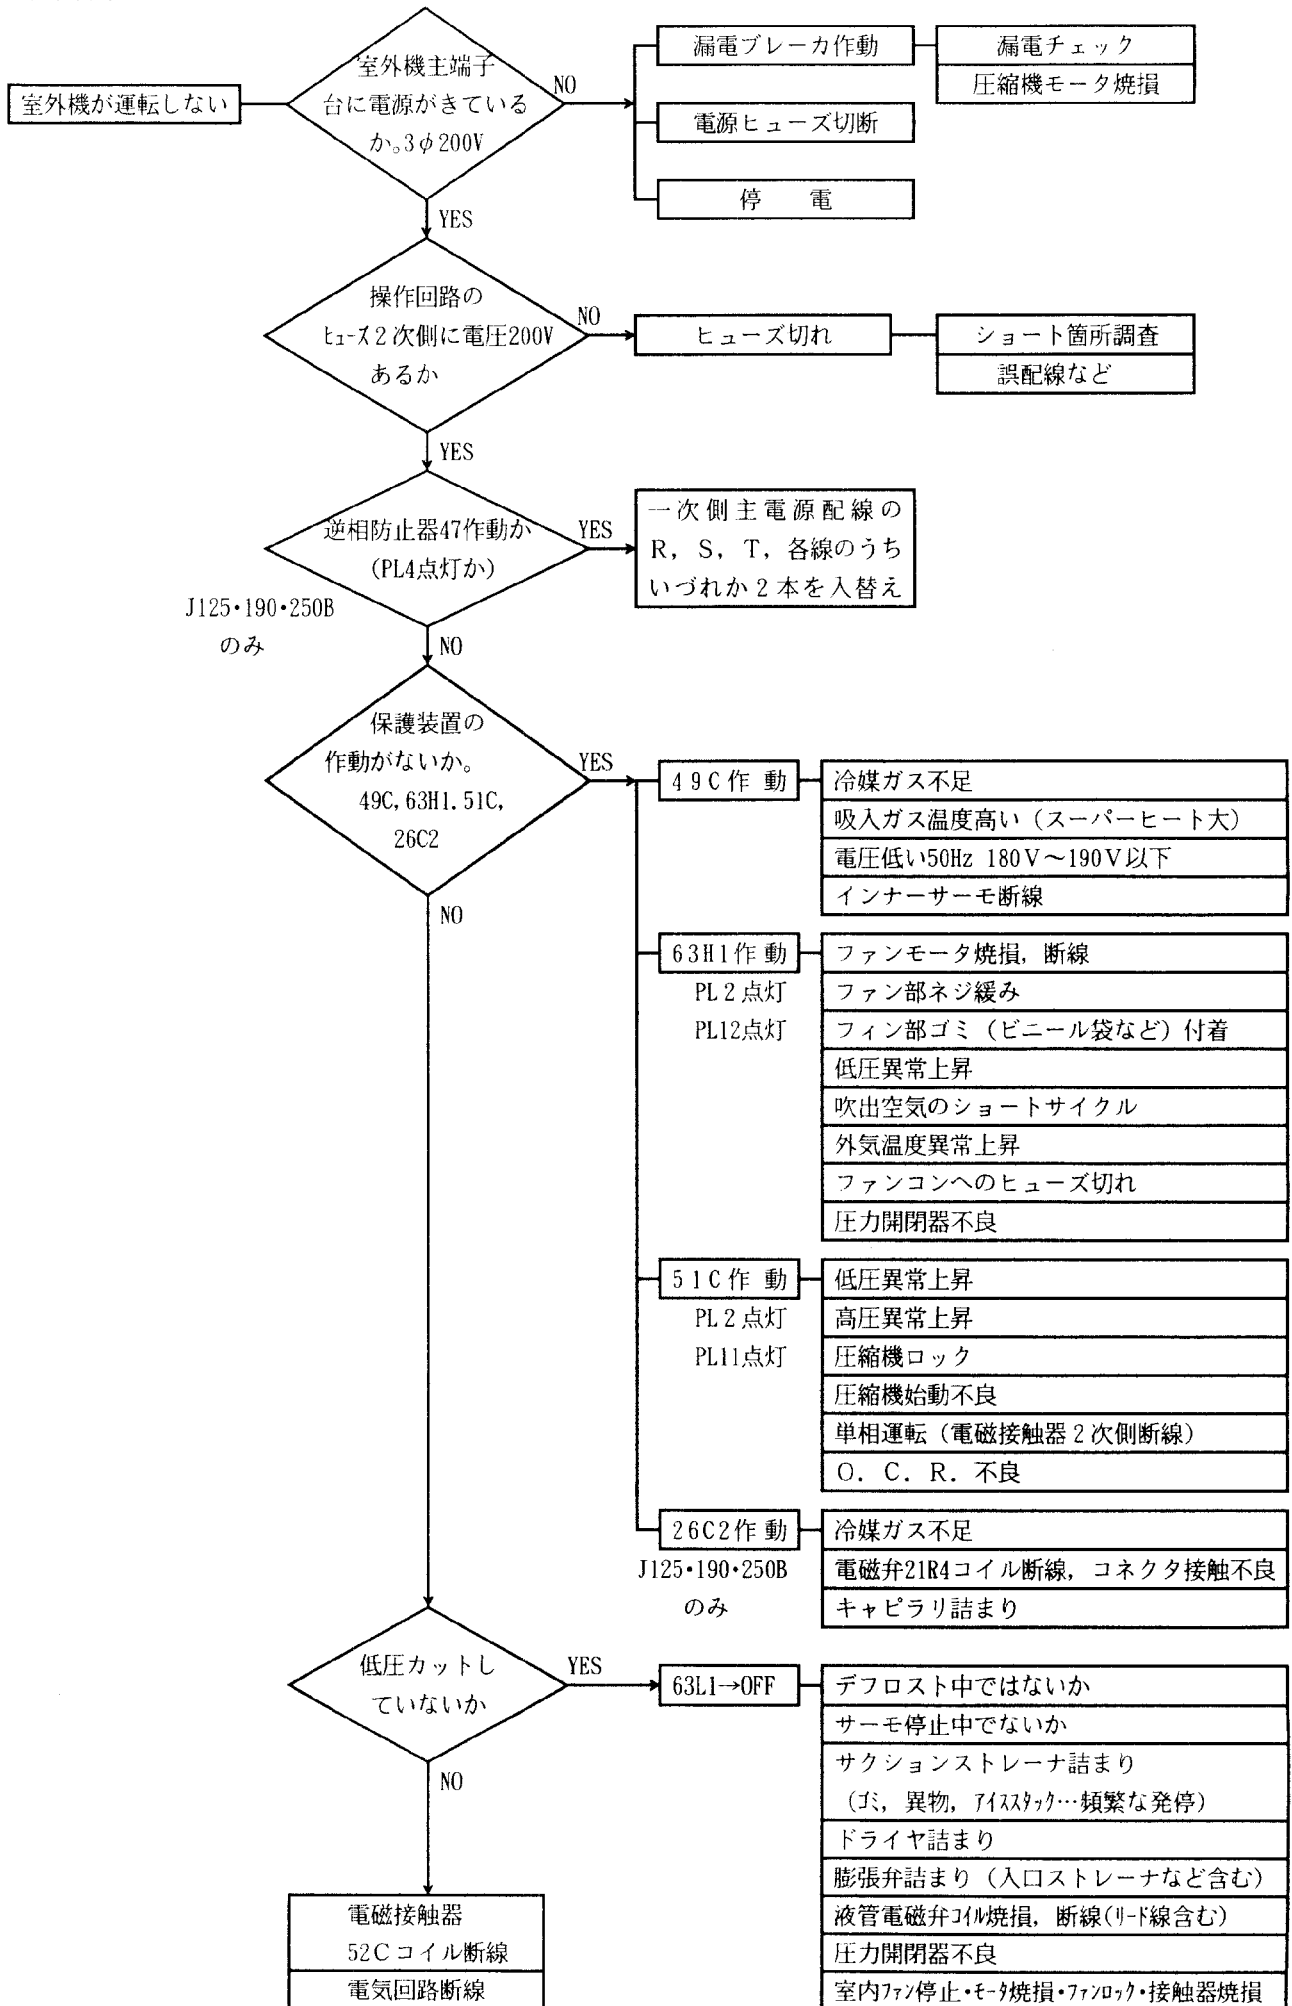 室外機が運転しない
室外機主端子
台に電源がきている
か。3φ200V
NO
漏電ブレーカ作動
漏電チェック
圧縮機モータ焼損
電源ヒューズ切断
停 電
YES
操作回路の
ﾋｭｰｽﾞ2次側に電圧200V
あるか
NO
ヒューズ切れ
ショート箇所調査
誤配線など
YES
逆相防止器47作動か
(PL4点灯か)
J125・190・250B
のみ
YES
一次側主電源配線の
R, S, T, 各線のうち
いづれか2本を入替え
NO
保護装置の
作動がないか。
49C, 63H1. 51C,
26C2
YES
49C作 動
冷媒ガス不足
吸入ガス温度高い（スーパーヒート大）
電圧低い50Hz 180V～190V以下
インナーサーモ断線
NO
63H1作 動
PL2点灯
PL12点灯
ファンモータ焼損, 断線
ファン部ネジ緩み
フィン部ゴミ（ビニール袋など）付着
低圧異常上昇
吹出空気のショートサイクル
外気温度異常上昇
ファンコンへのヒューズ切れ
圧力開閉器不良
51C作 動
PL2点灯
PL11点灯
低圧異常上昇
高圧異常上昇
圧縮機ロック
圧縮機始動不良
単相運転（電磁接触器2次側断線）
O. C. R. 不良
26C2作 動
J125・190・250B
のみ
冷媒ガス不足
電磁弁21R4コイル断線, コネクタ接触不良
キャピラリ詰まり
低圧カットし
ていないか
YES
63L1→OFF
デフロスト中ではないか
サーモ停止中でないか
サクションストレーナ詰まり
（ｺﾞﾐ, 異物, ｱｲｽｽﾀｯｸ…頻繁な発停）
ドライヤ詰まり
膨張弁詰まり（入口ストレーナなど含む）
液管電磁弁ｺｲﾙ焼損, 断線(ﾘｰﾄﾞ線含む)
圧力開閉器不良
室内ﾌｧﾝ停止・ﾓｰﾀ焼損・ﾌｧﾝﾛｯｸ・接触器焼損
NO
電磁接触器
52Cコイル断線
電気回路断線